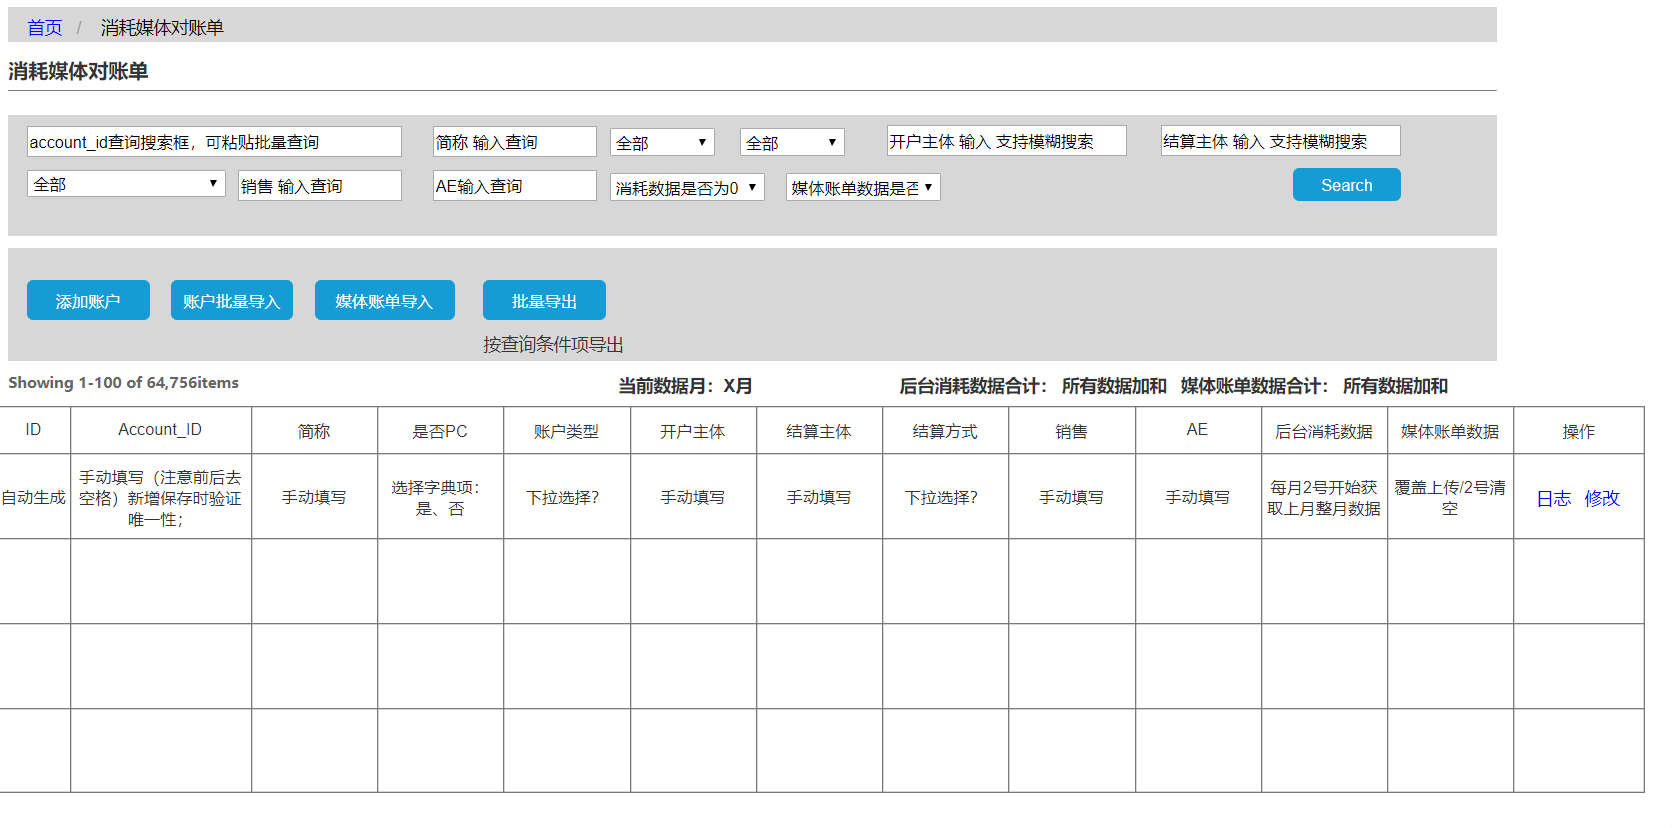 首页 / 消耗媒体对账单
消耗媒体对账单
account_id查询搜索框，可粘贴批量查询 简称 输入查询 全部 全部 开户主体 输入 支持模糊搜索 结算主体 输入 支持模糊搜索
全部 销售 输入查询 AE输入查询 消耗数据是否为0 媒体账单数据是否 Search
添加账户 账户批量导入 媒体账单导入 批量导出
按查询条件项导出
Showing 1-100 of 64,756items 当前数据月：X月 后台消耗数据合计： 所有数据加和 媒体账单数据合计： 所有数据加和
ID Account_ID 简称 是否PC 账户类型 开户主体 结算主体 结算方式 销售 AE 后台消耗数据 媒体账单数据 操作
自动生成
手动填写（注意前后去
空格）新增保存时验证
唯一性；
手动填写
选择字典项：
是、否
下拉选择？
手动填写
手动填写
下拉选择？
手动填写
手动填写
每月2号开始获
取上月整月数据
覆盖上传/2号清
空
日志 修改